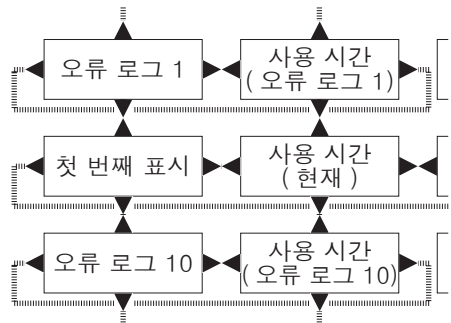 오류 로그 1
사용 시간
( 오류 로그 1)
첫 번째 표시
사용 시간
( 현재 )
오류 로그 10
사용 시간
( 오류 로그 10)